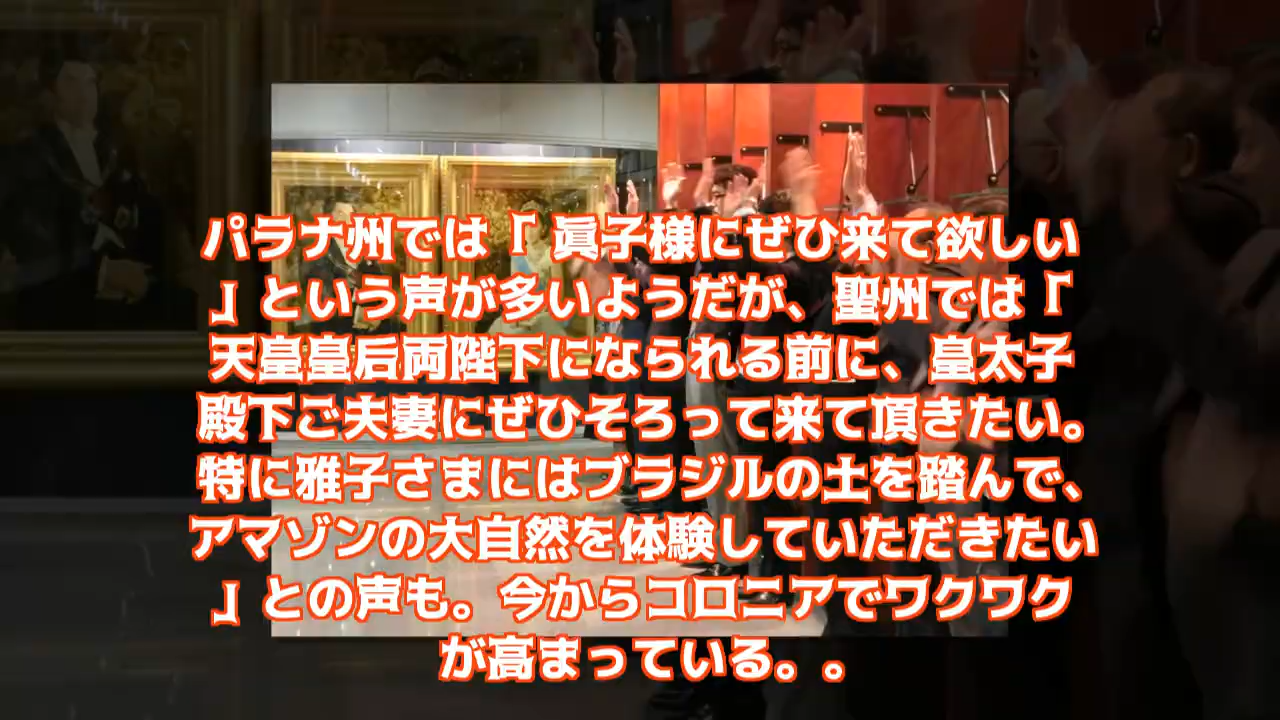 パラナ州では『 眞子様にぜひ来て欲しい
』という声が多いようだが、聖州では『
天皇皇后両陛下になられる前に、皇太子
殿下ご夫妻にぜひそろって来て頂きたい。
特に雅子さまにはブラジルの土を踏んで、
アマゾンの大自然を体験していただきたい
』との声も。今からコロニアでワクワク
が高まっている。。